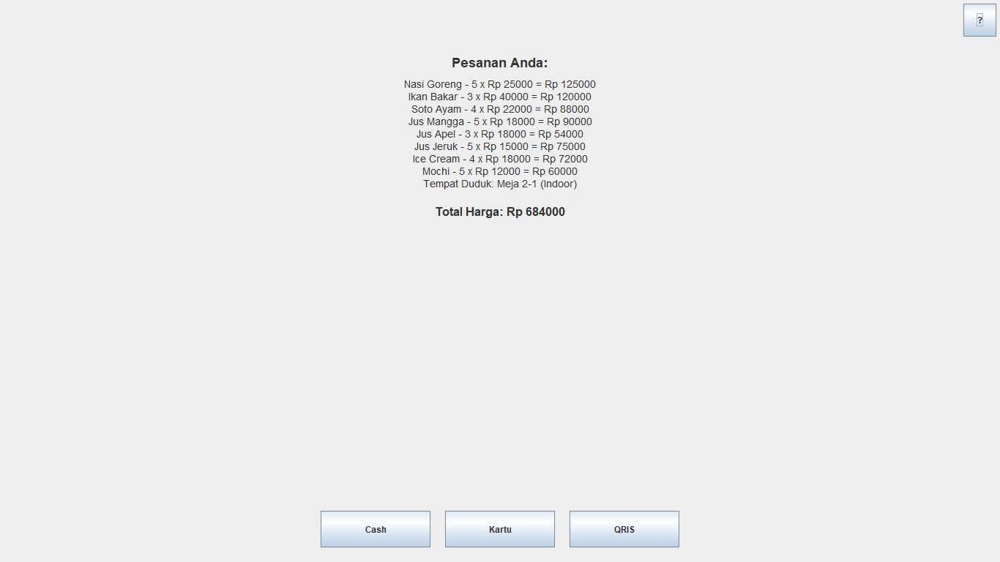 ?
Pesanan Anda:
Nasi Goreng - 5 x Rp 25000 = Rp 125000
Ikan Bakar - 3 x Rp 40000 = Rp 120000
Soto Ayam - 4 x Rp 22000 = Rp 88000
Jus Mangga - 5 x Rp 18000 = Rp 90000
Jus Apel - 3 x Rp 18000 = Rp 54000
Jus Jeruk - 5 x Rp 15000 = Rp 75000
Ice Cream - 4 x Rp 18000 = Rp 72000
Mochi - 5 x Rp 12000 = Rp 60000
Tempat Duduk: Meja 2-1 (Indoor)
Total Harga: Rp 684000
Cash
Kartu
QRIS